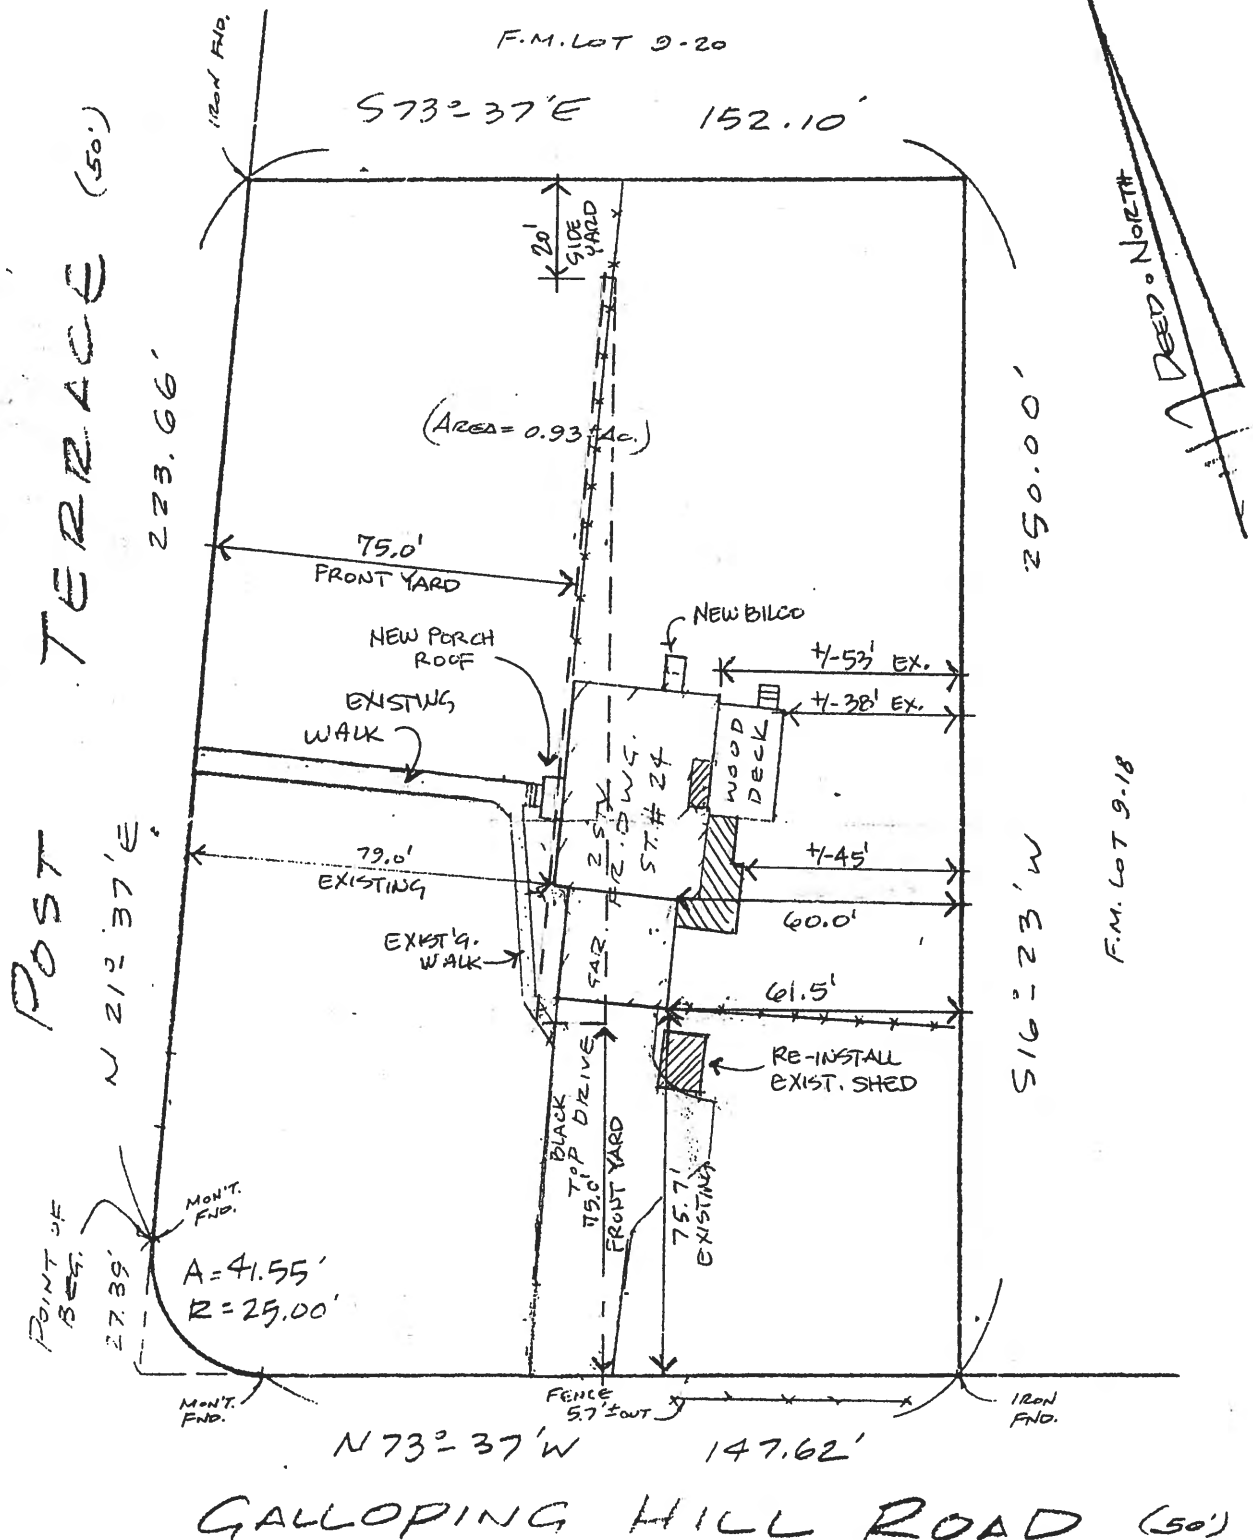 F.M. LOT 9-20
IRON FND.
S73°-37'E 152.10'
POST TERRACE (50')
DEED NORTH
20'
SIDE
YARD
223.66'
(AREA= 0.93± AC.)
250.00'
75.0'
FRONT YARD
NEW BILCO
NEW PORCH
ROOF
+/-53' EX.
+/-38' EX.
EXISTING
WALK
WOOD
DECK
2 STY.
FR. DWG.
ST # 24
F.M. LOT 9-18
79.0'
EXISTING
+/-45'
60.0'
N 21°-37'E
EXIST'G.
WALK
GAR.
61.5'
S16°-23'W
RE-INSTALL
EXIST. SHED
BLACK
TOP DRIVE
75.0'
FRONT YARD
75.7'
EXISTING
MON'T.
FND.
POINT OF
BEG.
27.39'
A=41.55'
R=25.00'
MON'T.
FND.
FENCE
5.7'± OUT
IRON
FND.
N73°-37'W 147.62'
GALLOPING HILL ROAD (50')